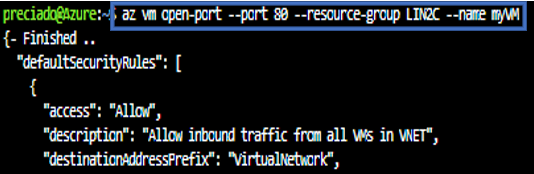 preciado@Azure:~$ az vm open-port --port 80 --resource-group LIN2C --name myVM
{- Finished ..
  "defaultSecurityRules": [
    {
      "access": "Allow",
      "description": "Allow inbound traffic from all VMs in VNET",
      "destinationAddressPrefix": "VirtualNetwork",